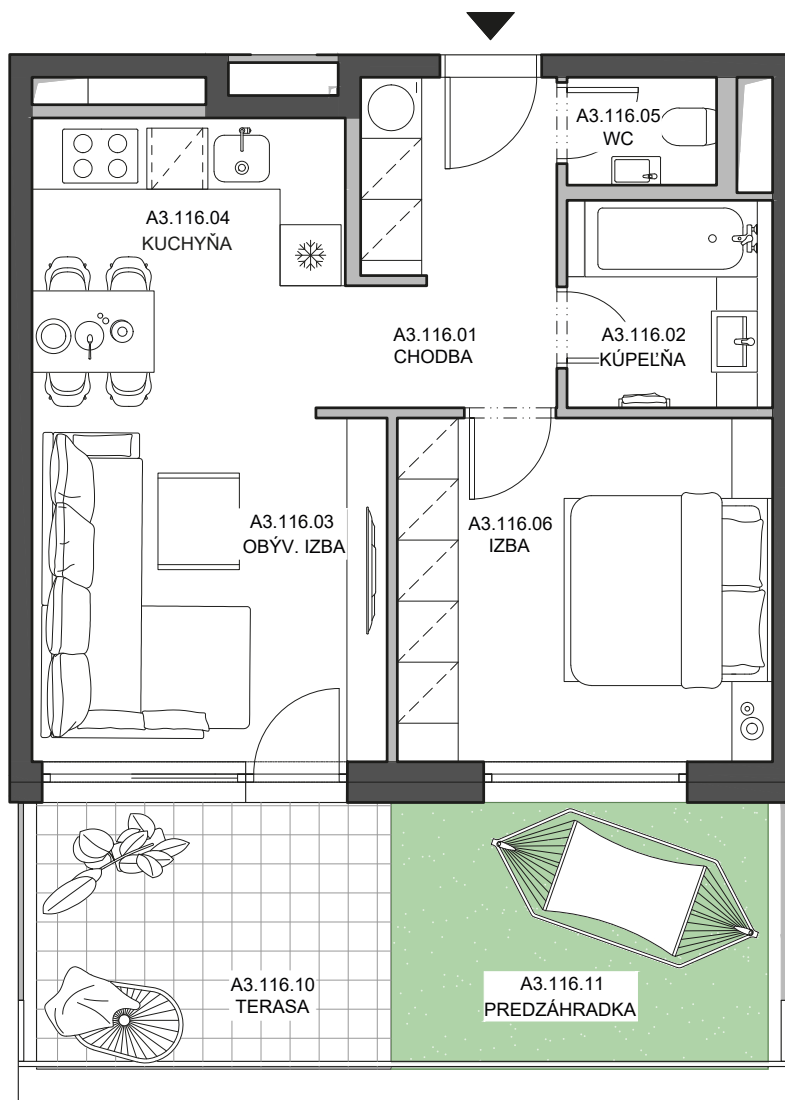 A3.116.05
WC
A3.116.04
KUCHYŇA
A3.116.01
CHODBA
A3.116.02
KÚPEĽŇA
A3.116.03
OBÝV. IZBA
A3.116.06
IZBA
A3.116.10
TERASA
A3.116.11
PREDZÁHRADKA